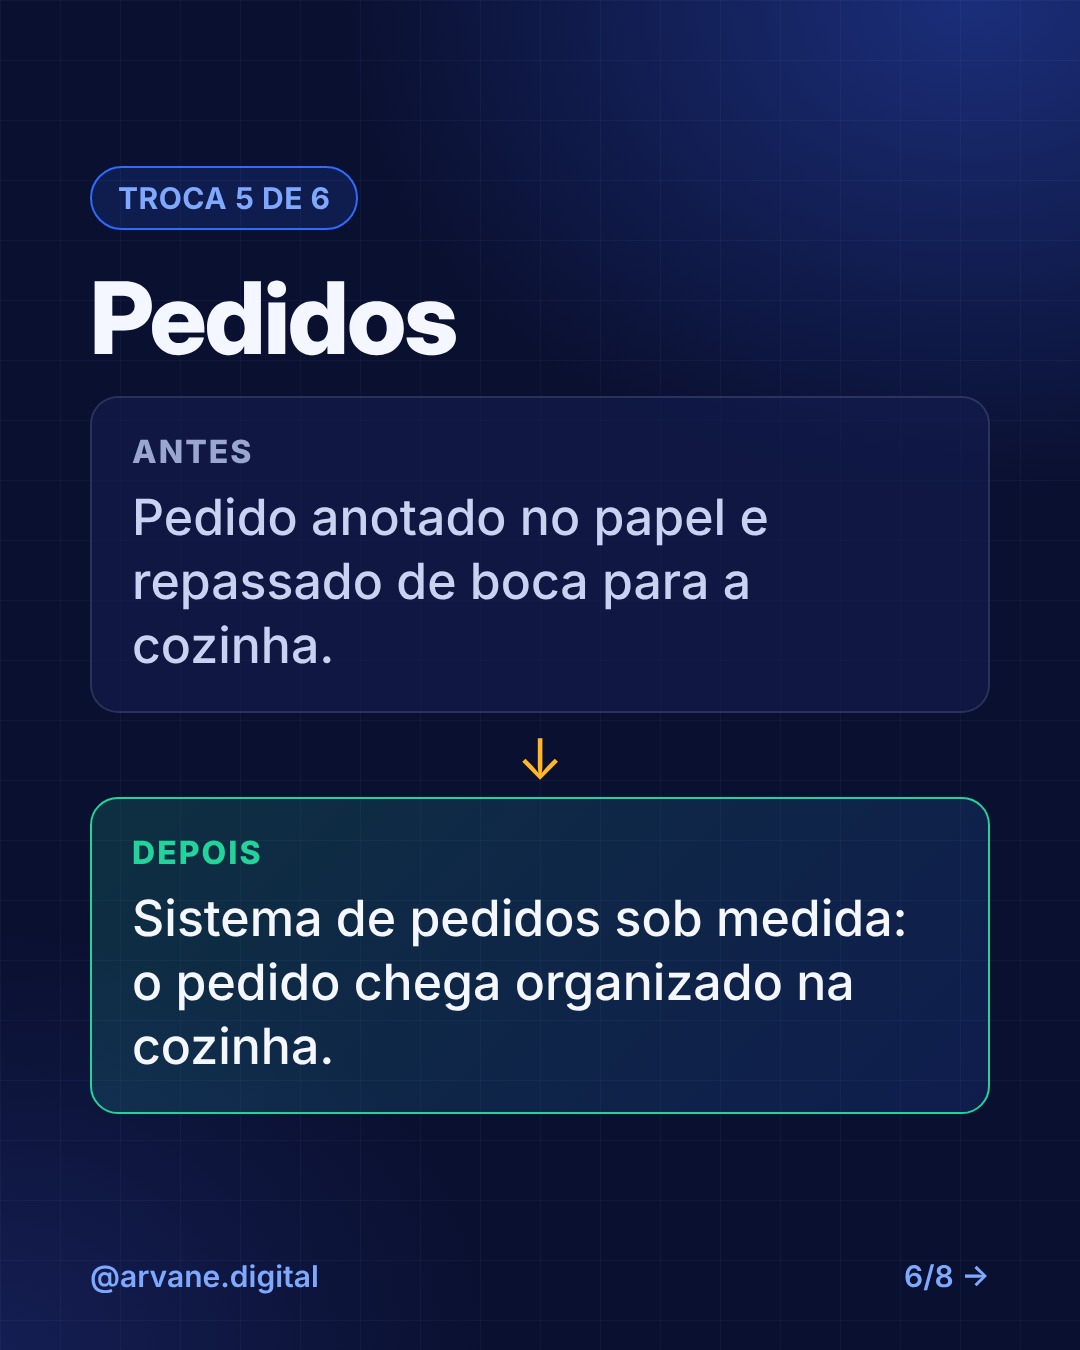 TROCA 5 DE 6
Pedidos
ANTES
Pedido anotado no papel e
repassado de boca para a
cozinha.
↓
DEPOIS
Sistema de pedidos sob medida:
o pedido chega organizado na
cozinha.
@arvane.digital
6/8 →